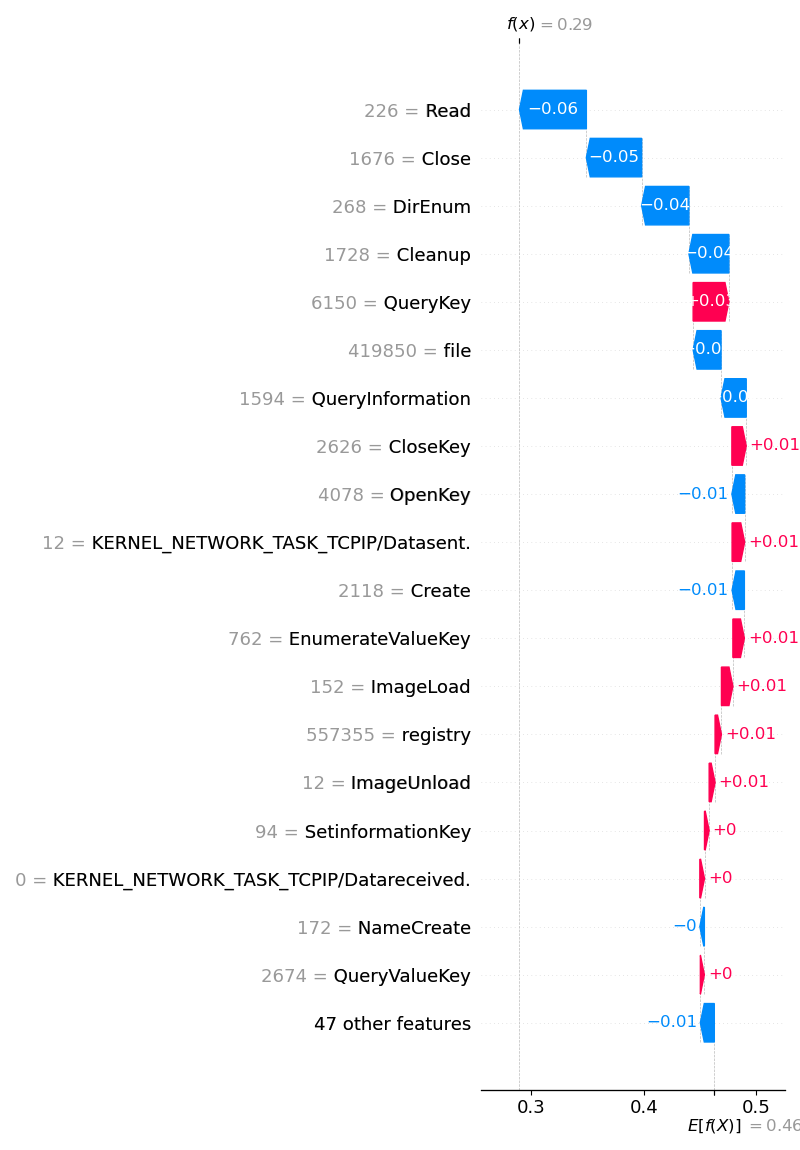 f(x) = 0.29
226 = Read −0.06
1676 = Close −0.05
268 = DirEnum −0.04
1728 = Cleanup −0.04
6150 = QueryKey
419850 = file
1594 = QueryInformation
2626 = CloseKey +0.01
4078 = OpenKey −0.01
12 = KERNEL_NETWORK_TASK_TCPIP/Datasent. +0.01
2118 = Create −0.01
762 = EnumerateValueKey +0.01
152 = ImageLoad +0.01
557355 = registry +0.01
12 = ImageUnload +0.01
94 = SetinformationKey +0
0 = KERNEL_NETWORK_TASK_TCPIP/Datareceived. +0
172 = NameCreate −0
2674 = QueryValueKey +0
47 other features −0.01
0.3 0.4 0.5
E[f(X)] = 0.46